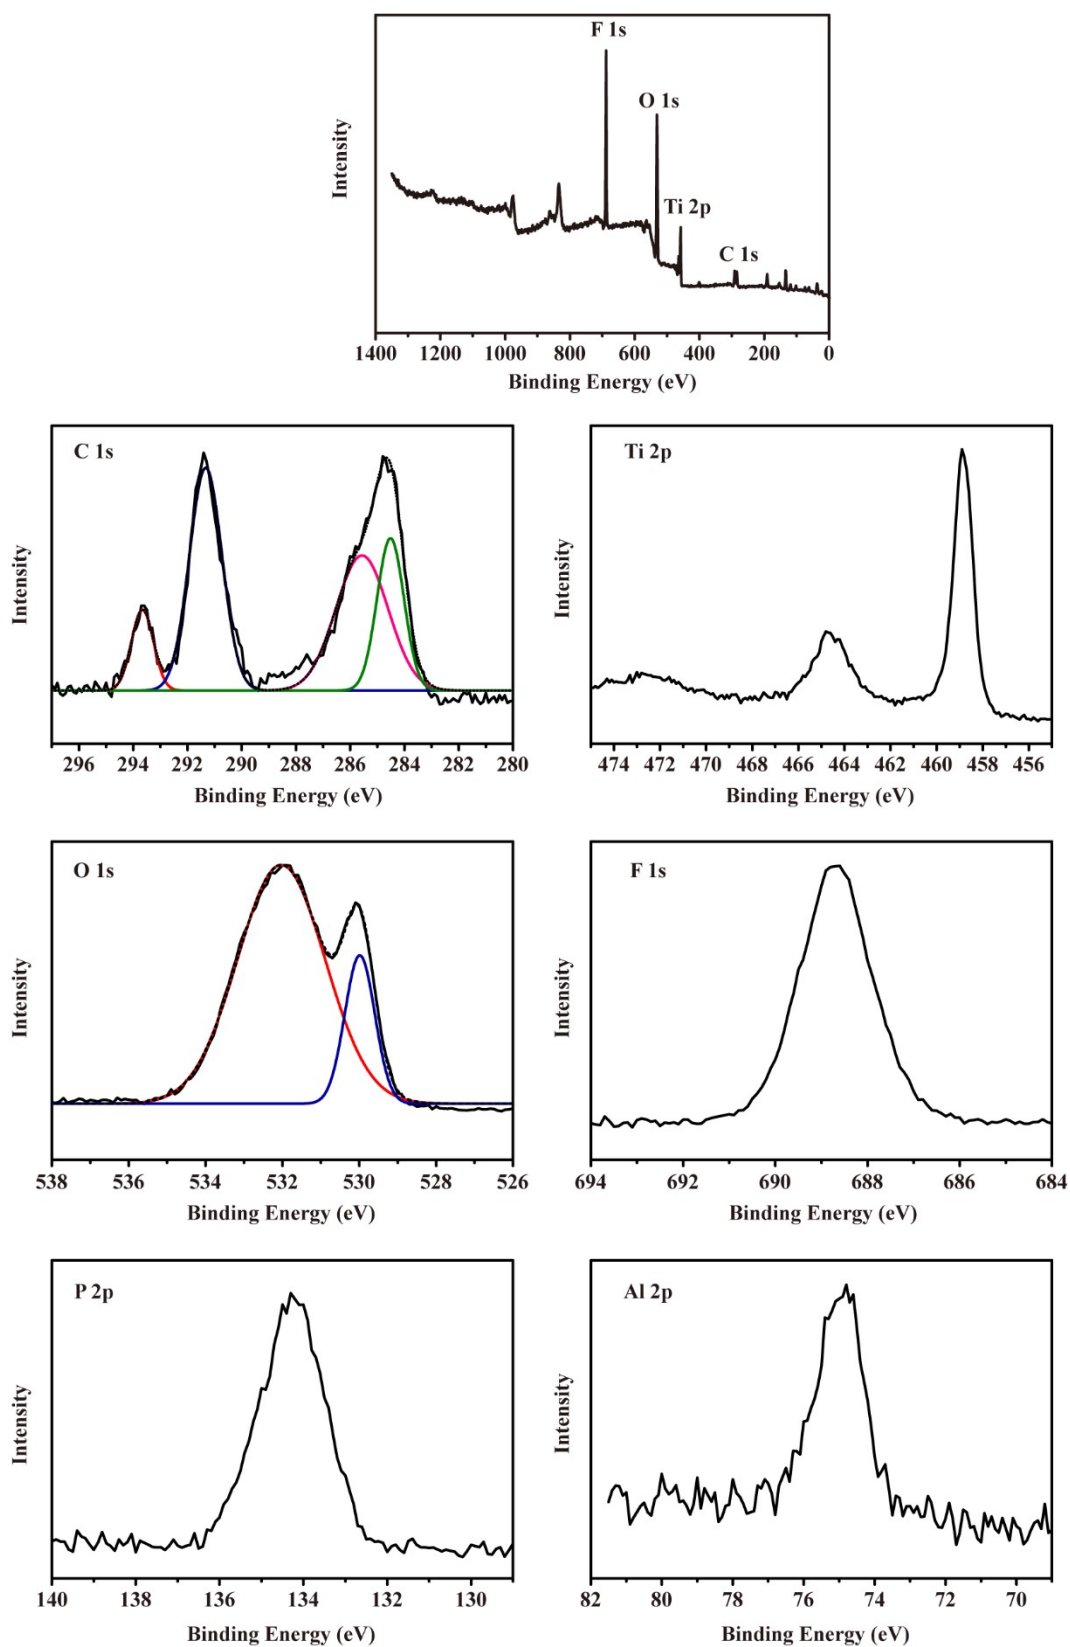 F 1s
O 1s
Ti 2p
C 1s
Intensity
1400 1200 1000 800 600 400 200 0
Binding Energy (eV)
C 1s
Intensity
296 294 292 290 288 286 284 282 280
Binding Energy (eV)
Ti 2p
Intensity
474 472 470 468 466 464 462 460 458 456
Binding Energy (eV)
O 1s
Intensity
538 536 534 532 530 528 526
Binding Energy (eV)
F 1s
Intensity
694 692 690 688 686 684
Binding Energy (eV)
P 2p
Intensity
140 138 136 134 132 130
Binding Energy (eV)
Al 2p
Intensity
82 80 78 76 74 72 70
Binding Energy (eV)